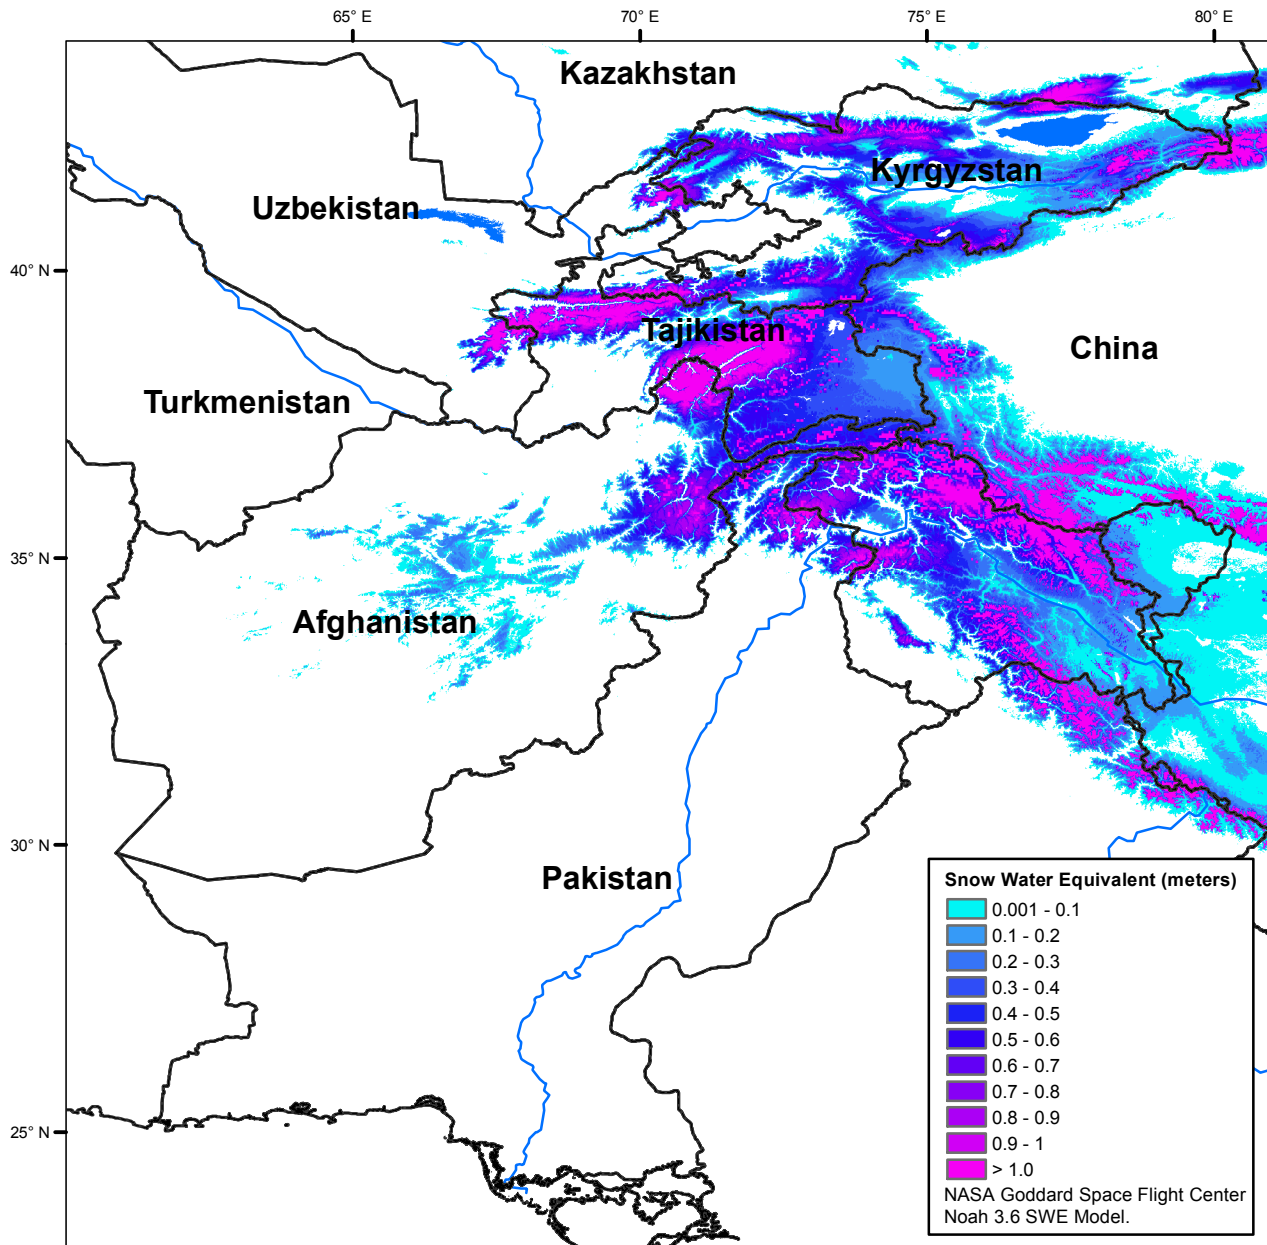 65° E
70° E
75° E
80° E
Kazakhstan
Kyrgyzstan
Uzbekistan
40° N
Tajikistan
China
Turkmenistan
35° N
Afghanistan
30° N
Pakistan
25° N
Snow Water Equivalent (meters)
0.001 - 0.1
0.1 - 0.2
0.2 - 0.3
0.3 - 0.4
0.4 - 0.5
0.5 - 0.6
0.6 - 0.7
0.7 - 0.8
0.8 - 0.9
0.9 - 1
> 1.0
NASA Goddard Space Flight Center
Noah 3.6 SWE Model.